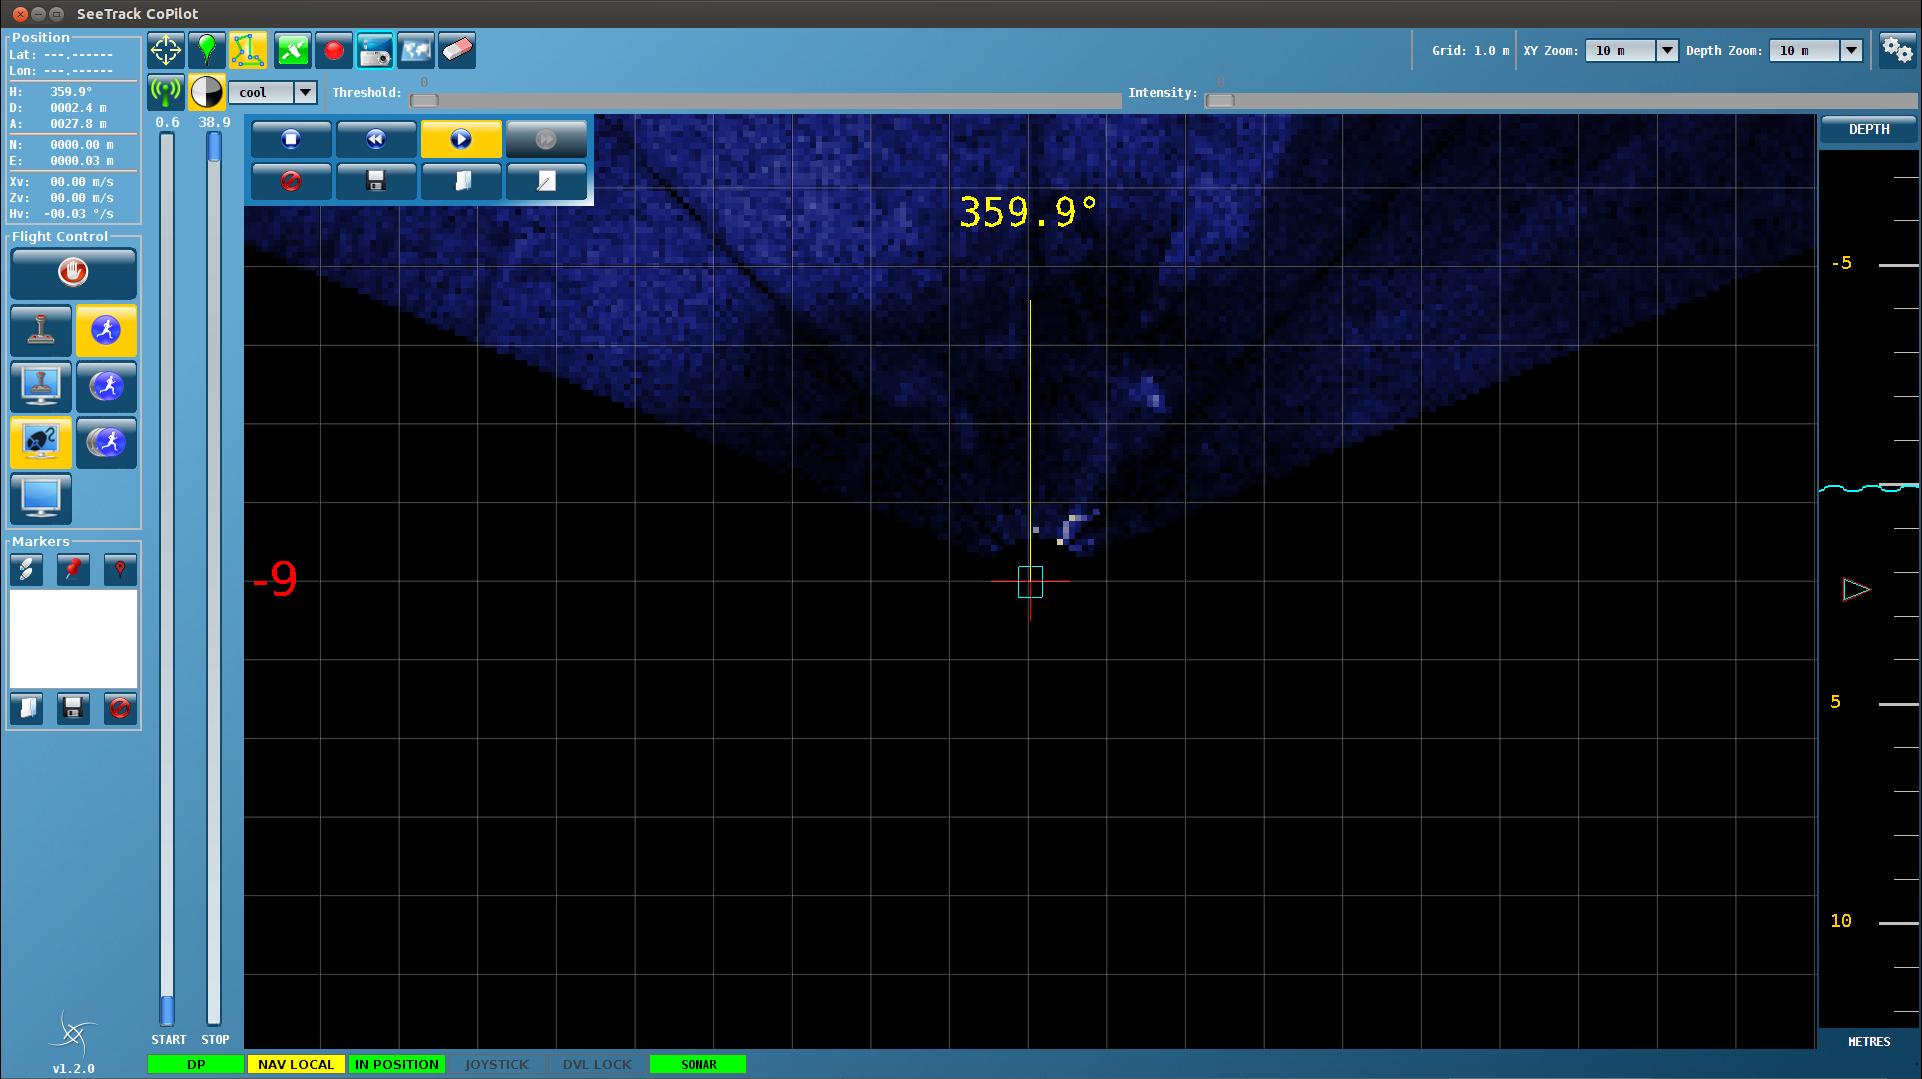 SeeTrack CoPilot
Position
Lat: ---.------
Lon: ---.------
H: 359.9°
D: 0002.4 m
A: 0027.8 m
N: 0000.00 m
E: 0000.03 m
Xv: 00.00 m/s
Zv: 00.00 m/s
Hv: -00.03 °/s
Flight Control
Markers
v1.2.0
Grid: 1.0 m
XY Zoom: 10 m
Depth Zoom: 10 m
cool
Threshold: 0
Intensity: 0
0.6 38.9
START STOP
359.9°
-9
DEPTH
-5
5
10
METRES
DP NAV LOCAL IN POSITION JOYSTICK DVL LOCK SONAR